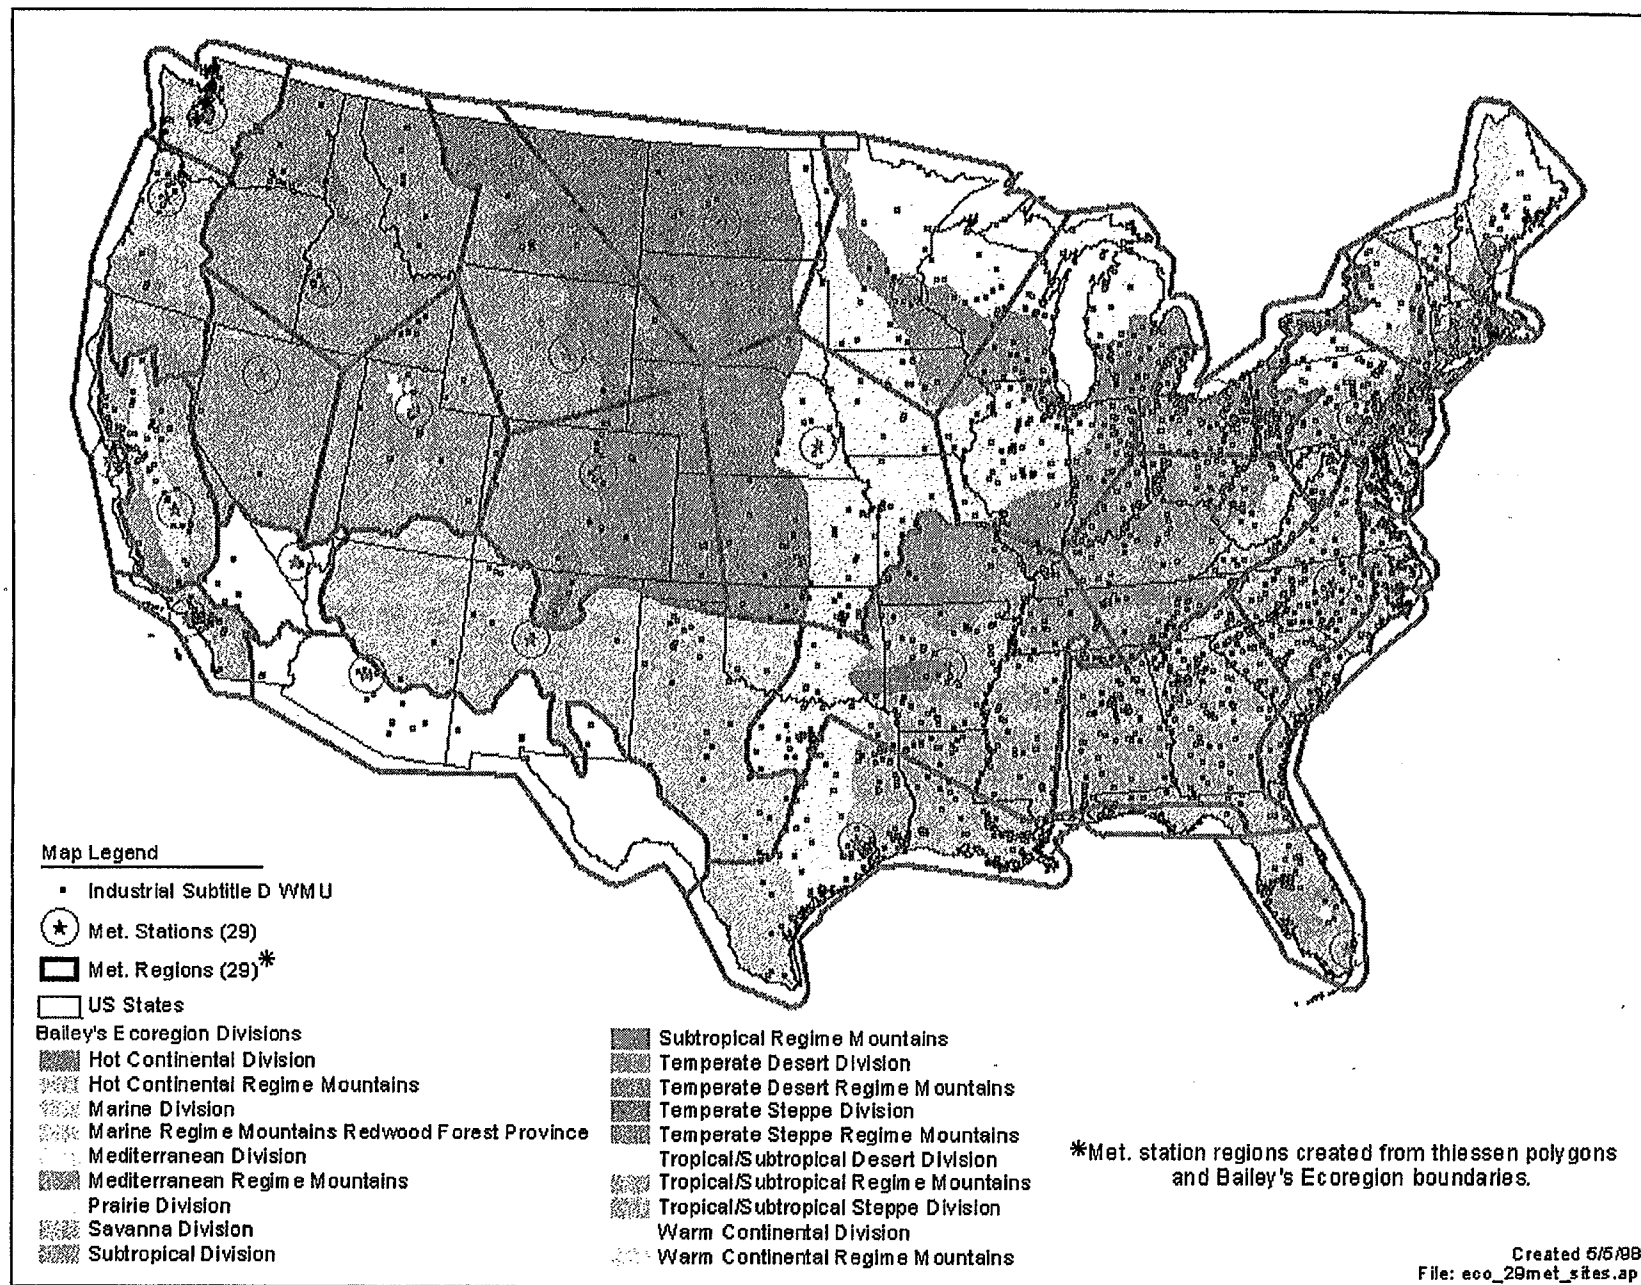 Map Legend
Industrial Subtitle D WMU
Met. Stations (29)
Met. Regions (29)*
US States
Bailey's Ecoregion Divisions
Hot Continental Division
Hot Continental Regime Mountains
Marine Division
Marine Regime Mountains Redwood Forest Province
Mediterranean Division
Mediterranean Regime Mountains
Prairie Division
Savanna Division
Subtropical Division
Subtropical Regime Mountains
Temperate Desert Division
Temperate Desert Regime Mountains
Temperate Steppe Division
Temperate Steppe Regime Mountains
Tropical/Subtropical Desert Division
Tropical/Subtropical Regime Mountains
Tropical/Subtropical Steppe Division
Warm Continental Division
Warm Continental Regime Mountains
*Met. station regions created from thiessen polygons
and Bailey's Ecoregion boundaries.
Created 5/5/98
File: eco_29met_sites.ap